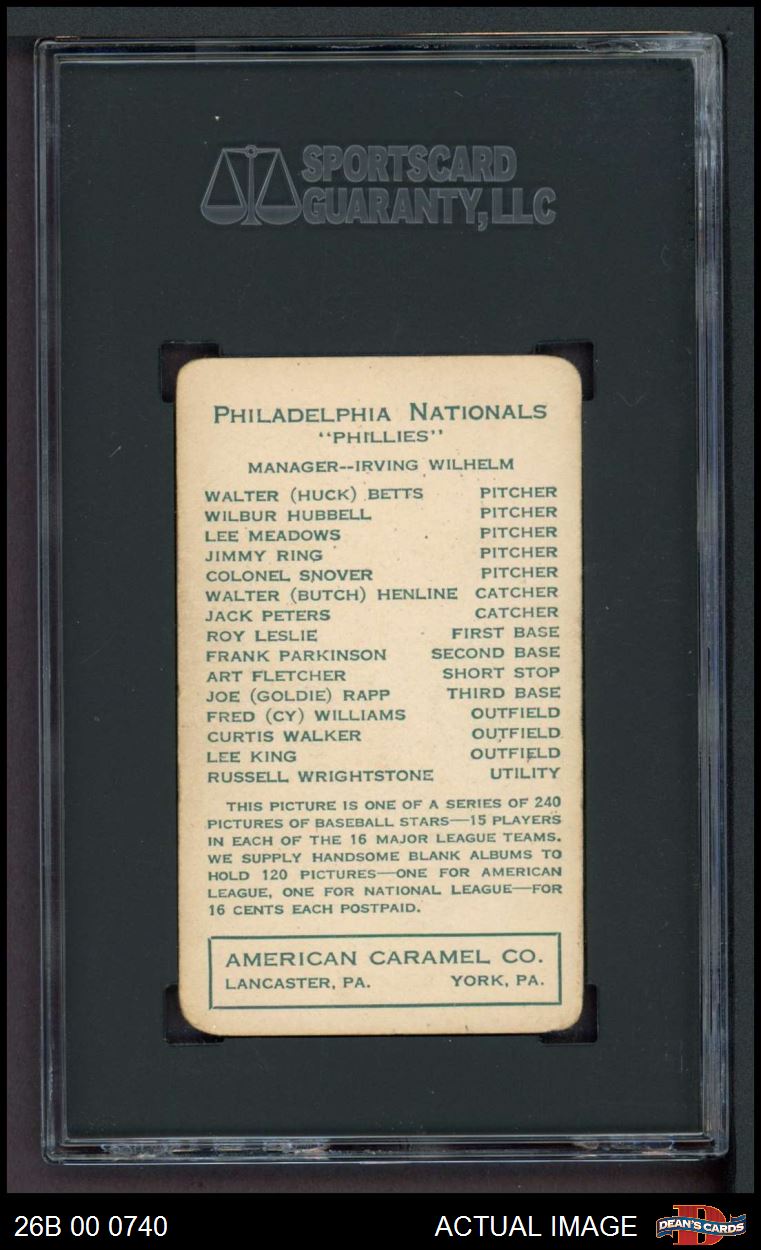 SPORTSCARD
GUARANTY, LLC
PHILADELPHIA NATIONALS
"PHILLIES"
MANAGER--IRVING WILHELM
WALTER (HUCK) BETTS PITCHER
WILBUR HUBBELL PITCHER
LEE MEADOWS PITCHER
JIMMY RING PITCHER
COLONEL SNOVER PITCHER
WALTER (BUTCH) HENLINE CATCHER
JACK PETERS CATCHER
ROY LESLIE FIRST BASE
FRANK PARKINSON SECOND BASE
ART FLETCHER SHORT STOP
JOE (GOLDIE) RAPP THIRD BASE
FRED (CY) WILLIAMS OUTFIELD
CURTIS WALKER OUTFIELD
LEE KING OUTFIELD
RUSSELL WRIGHTSTONE UTILITY
THIS PICTURE IS ONE OF A SERIES OF 240
PICTURES OF BASEBALL STARS—15 PLAYERS
IN EACH OF THE 16 MAJOR LEAGUE TEAMS.
WE SUPPLY HANDSOME BLANK ALBUMS TO
HOLD 120 PICTURES—ONE FOR AMERICAN
LEAGUE, ONE FOR NATIONAL LEAGUE—FOR
16 CENTS EACH POSTPAID.
AMERICAN CARAMEL CO.
LANCASTER, PA. YORK, PA.
26B 00 0740 ACTUAL IMAGE DEAN'S CARDS